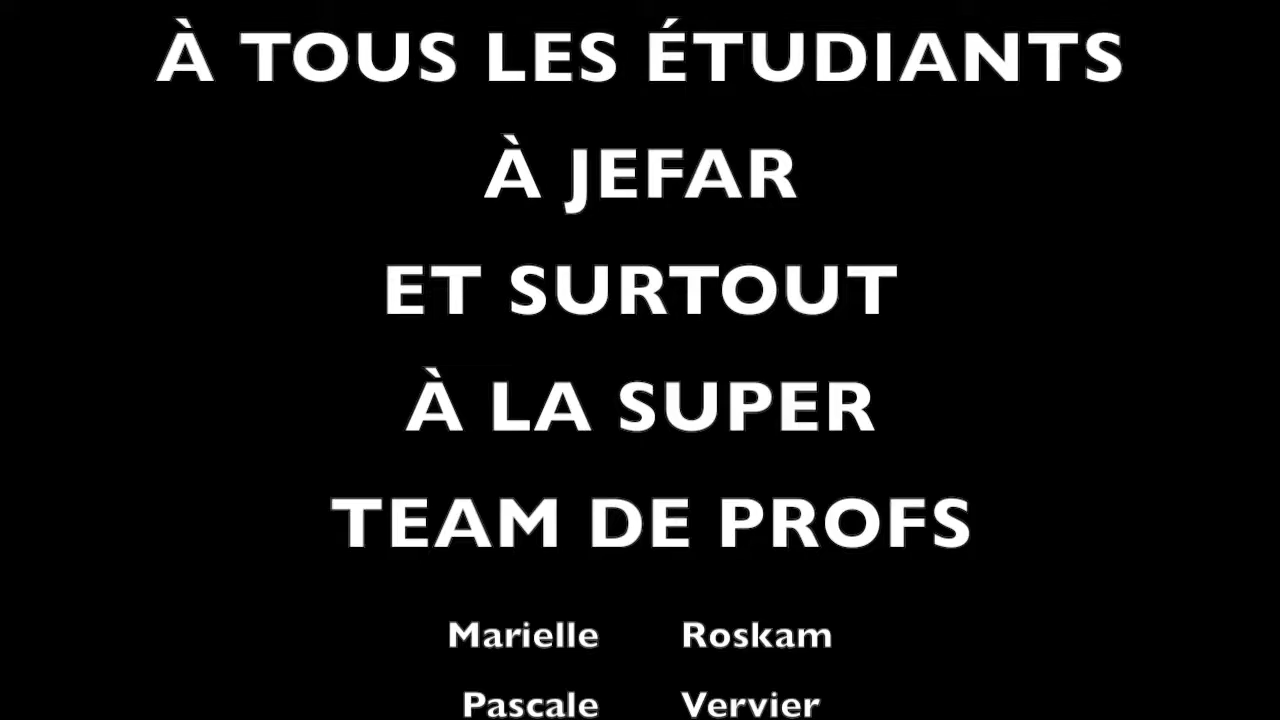 À TOUS LES ÉTUDIANTS
À JEFAR
ET SURTOUT
À LA SUPER
TEAM DE PROFS
Marielle Roskam
Pascale Vervier